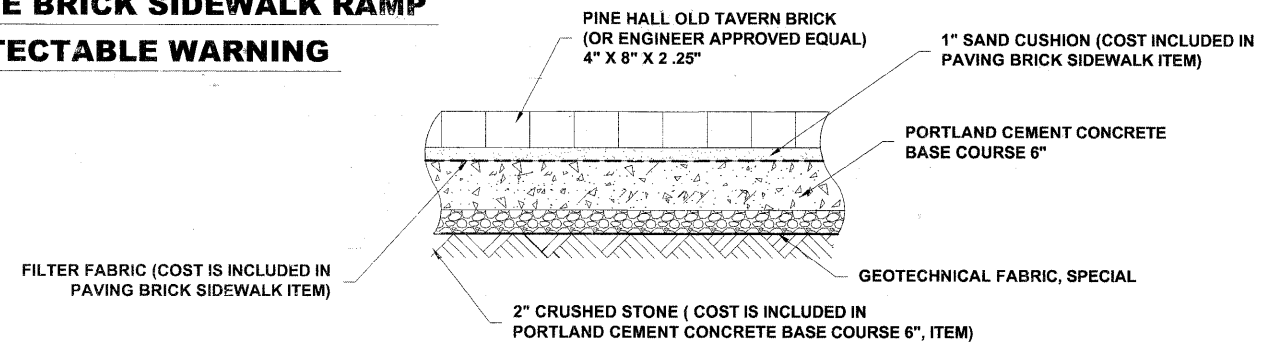 E BRICK SIDEWALK RAMP
TECTABLE WARNING
PINE HALL OLD TAVERN BRICK
(OR ENGINEER APPROVED EQUAL)
4" X 8" X 2 .25"
1" SAND CUSHION (COST INCLUDED IN
PAVING BRICK SIDEWALK ITEM)
PORTLAND CEMENT CONCRETE
BASE COURSE 6"
FILTER FABRIC (COST IS INCLUDED IN
PAVING BRICK SIDEWALK ITEM)
GEOTECHNICAL FABRIC, SPECIAL
2" CRUSHED STONE ( COST IS INCLUDED IN
PORTLAND CEMENT CONCRETE BASE COURSE 6", ITEM)